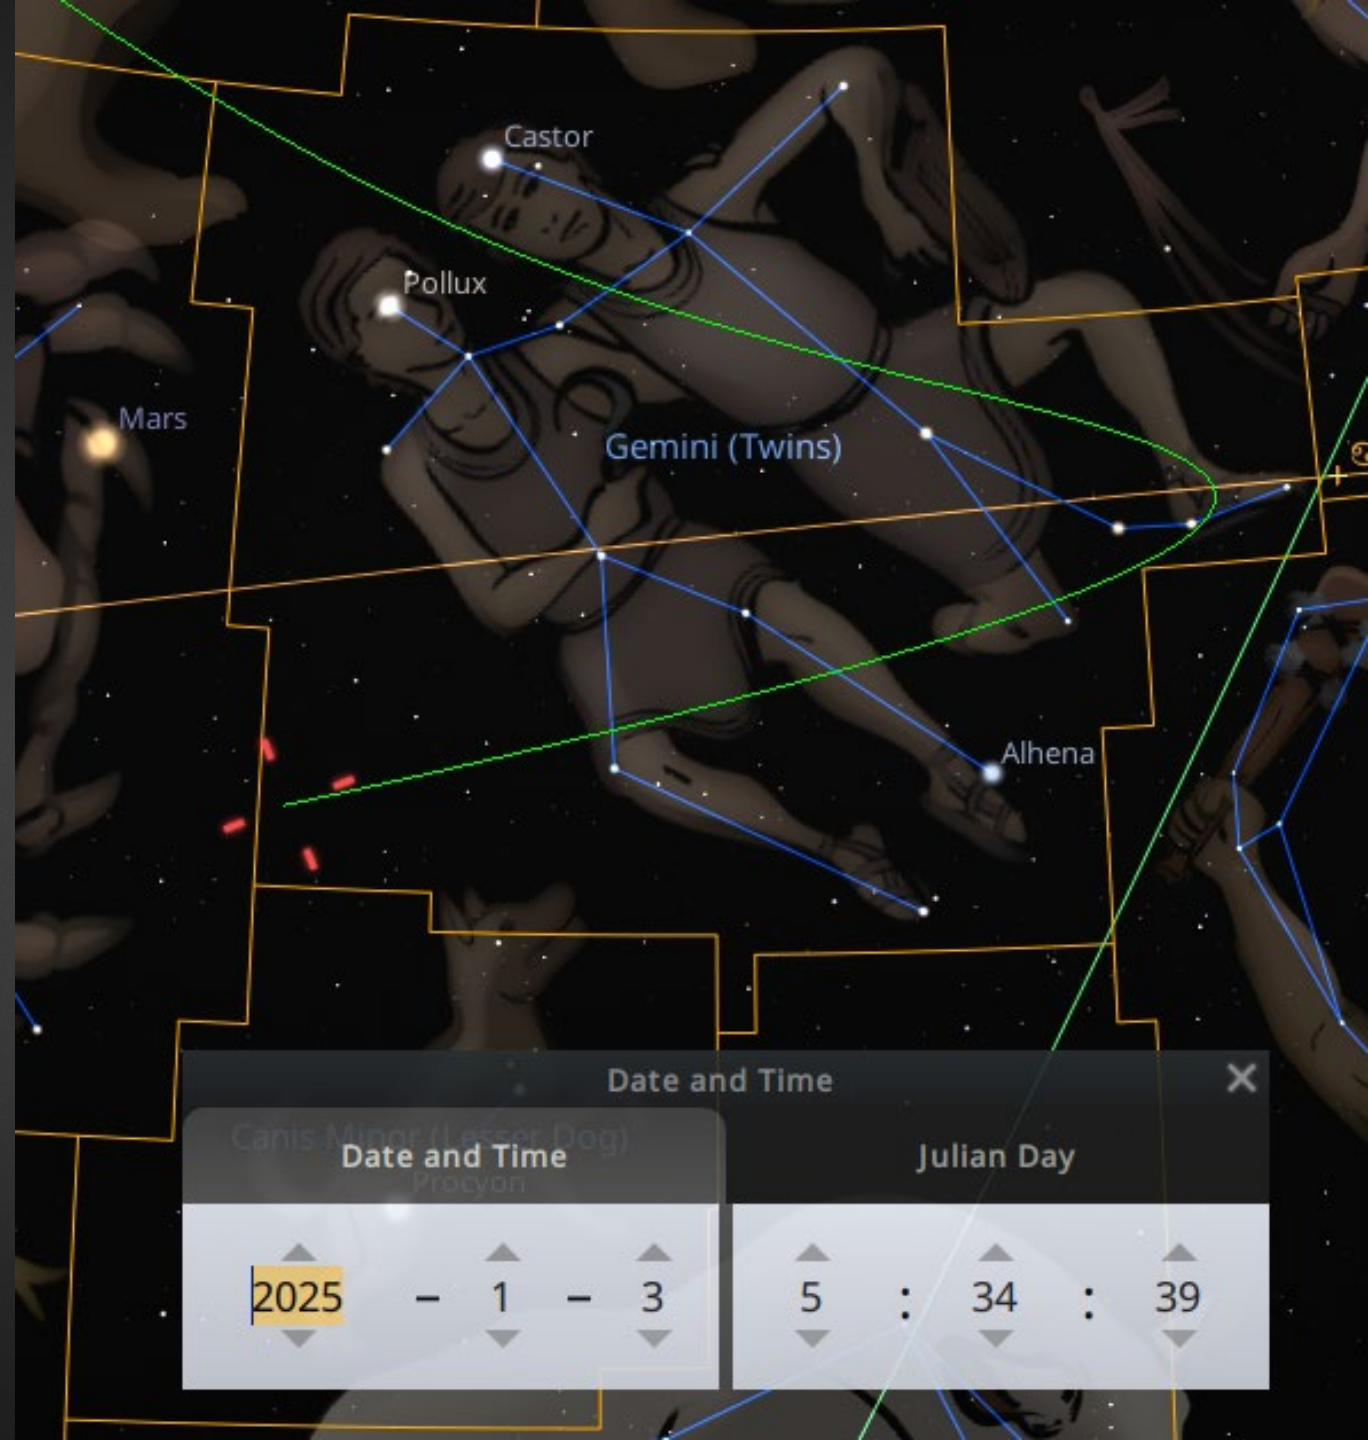 Castor
Pollux
Mars
Gemini (Twins)
Alhena
Date and Time
Canis Minor (Lesser Dog)
Date and Time
Julian Day
Procyon
2025 - 1 - 3
5 : 34 : 39